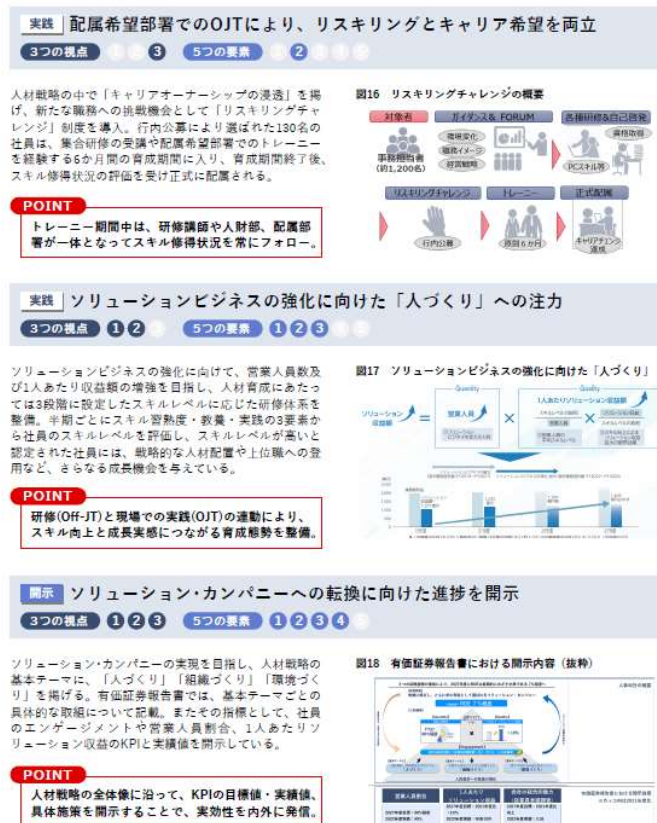 実践 配属希望部署でのOJTにより、リスキリングとキャリア希望を両立
3つの視点 1 2 3 5つの要素 1 2 3 4 5
人材戦略の中で「キャリアオーナーシップの浸透」を掲
げ、新たな職務への挑戦機会として「リスキリングチャ
レンジ」制度を導入。行内公募により選ばれた130名の
社員は、集合研修の受講や配属希望部署でのトレーニー
を経験する6か月間の育成期間に入り、育成期間終了後、
スキル修得状況の評価を受け正式に配属される。
POINT
トレーニー期間中は、研修講師や人財部、配属部
署が一体となってスキル修得状況を常にフォロー。
図16 リスキリングチャレンジの概要
対象者 ガイダンス& FORUM 各種研修&自己啓発
環境変化
職務イメージ
経営戦略
資格取得
PCスキル等
事務担当者
(約1,200名)
リスキリングチャレンジ トレーニー 正式配属
行内公募
原則6か月
キャリアチェンジ
達成
実践 ソリューションビジネスの強化に向けた「人づくり」への注力
3つの視点 1 2 3 5つの要素 1 2 3 4 5
ソリューションビジネスの強化に向けて、営業人員数及
び1人あたり収益額の増強を目指し、人材育成にあたっ
ては3段階に設定したスキルレベルに応じた研修体系を
整備。半期ごとにスキル習熟度・教養・実践の3要素か
ら社員のスキルレベルを評価し、スキルレベルが高いと
認定された社員には、戦略的な人材配置や上位職への登
用など、さらなる成長機会を与えている。
POINT
研修(Off-JT)と現場での実践(OJT)の連動により、
スキル向上と成長実感につながる育成態勢を整備。
図17 ソリューションビジネスの強化に向けた「人づくり」
Quantity
Quality
ソリューション
収益額
=
営業人員
×
1人あたりソリューション収益額
×
開示 ソリューション・カンパニーへの転換に向けた進捗を開示
3つの視点 1 2 3 5つの要素 1 2 3 4 5
ソリューション・カンパニーの実現を目指し、人材戦略の
基本テーマに、「人づくり」「組織づくり」「環境づく
り」を掲げる。有価証券報告書では、基本テーマごとの
具体的な取組について記載。またその指標として、社員
のエンゲージメントや営業人員割合、1人あたりソ
リューション収益のKPIと実績値を開示している。
POINT
人材戦略の全体像に沿って、KPIの目標値・実績値、
具体施策を開示することで、実効性を内外に発信。
図18 有価証券報告書における開示内容（抜粋）
営業人員割合
1人あたり